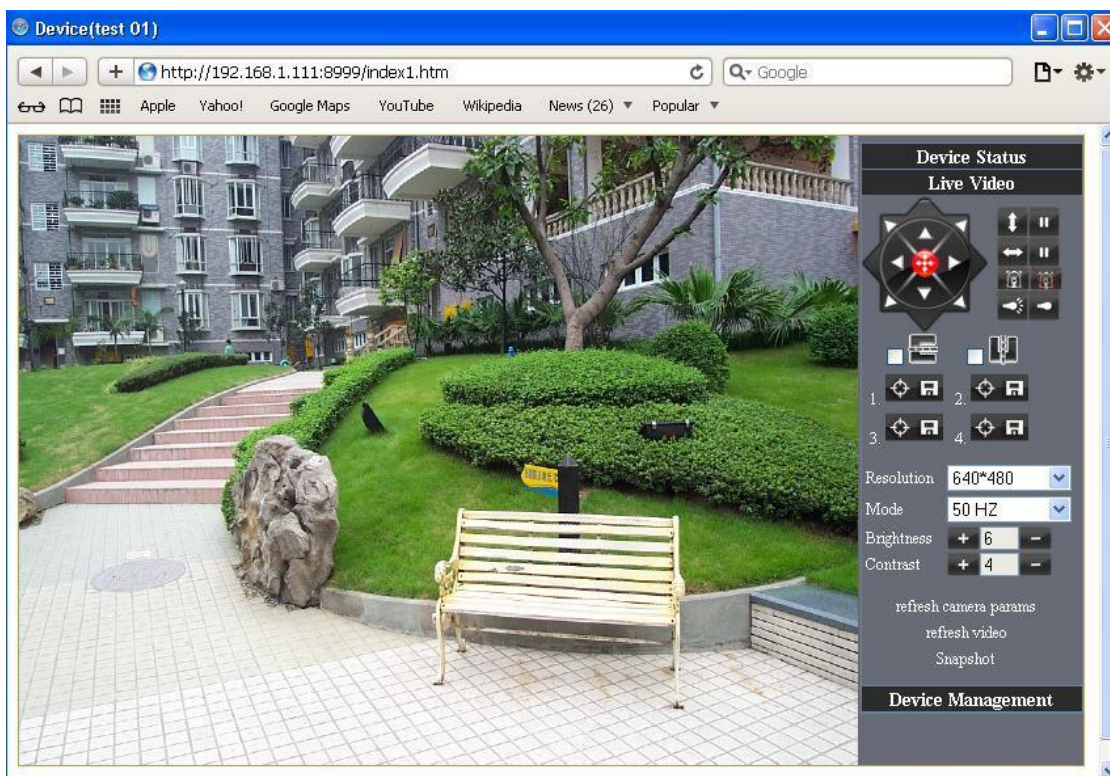 Device(test 01)
http://192.168.1.111:8999/index1.htm
Google
Apple Yahoo! Google Maps YouTube Wikipedia News (26) ▼ Popular ▼
Device Status
Live Video
1. 2.
3. 4.
Resolution 640*480
Mode 50 HZ
Brightness + 6 -
Contrast + 4 -
refresh camera params
refresh video
Snapshot
Device Management